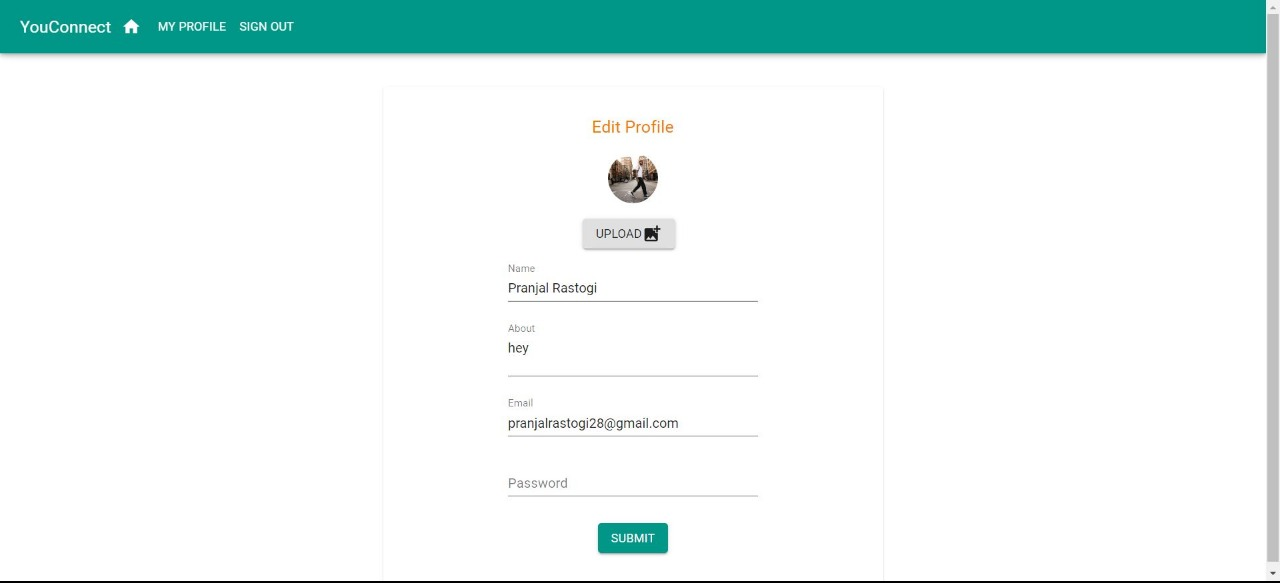 YouConnect MY PROFILE SIGN OUT
Edit Profile
UPLOAD
Name
Pranjal Rastogi
About
hey
Email
pranjalrastogi28@gmail.com
Password
SUBMIT